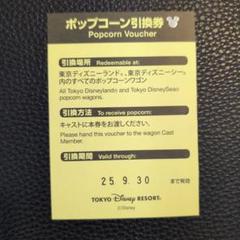 ポップコーン引換券
Popcorn Voucher
引換場所 Redeemable at:
東京ディズニーランド、東京ディズニーシー、
内のすべてのポップコーンワゴン
All Tokyo Disneyland and Tokyo DisneySea
popcorn wagons.
引換方法 To receive popcorn:
キャストに本券をお渡しください。
Please hand this voucher to the wagon Cast
Member.
引換期間 Valid through:
25. 9. 30 まで有効
TOKYO DISNEY RESORT
©Disney